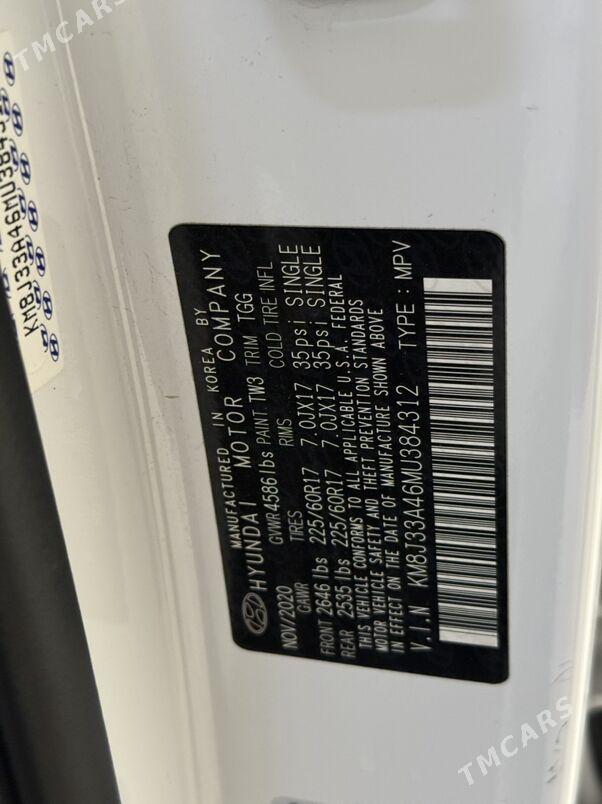 TMCARS
KM8J33A46MU384312
MANUFACTURED IN KOREA BY
HYUNDAI MOTOR COMPANY
NOV/2020 GVWR4586 lbs PAINT: TW3 TRIM TGG
GAWR TIRES RIMS COLD TIRE INFL
FRONT 2646 lbs 225/60R17 7.0JX17 35psi SINGLE
REAR 2535 lbs 225/60R17 7.0JX17 35psi SINGLE
THIS VEHICLE CONFORMS TO ALL APPLICABLE U.S.A. FEDERAL
MOTOR VEHICLE SAFETY AND THEFT PREVENTION STANDARDS
IN EFFECT ON THE DATE OF MANUFACTURE SHOWN ABOVE
V.I.N KM8J33A46MU384312 TYPE : MPV
TMCARS